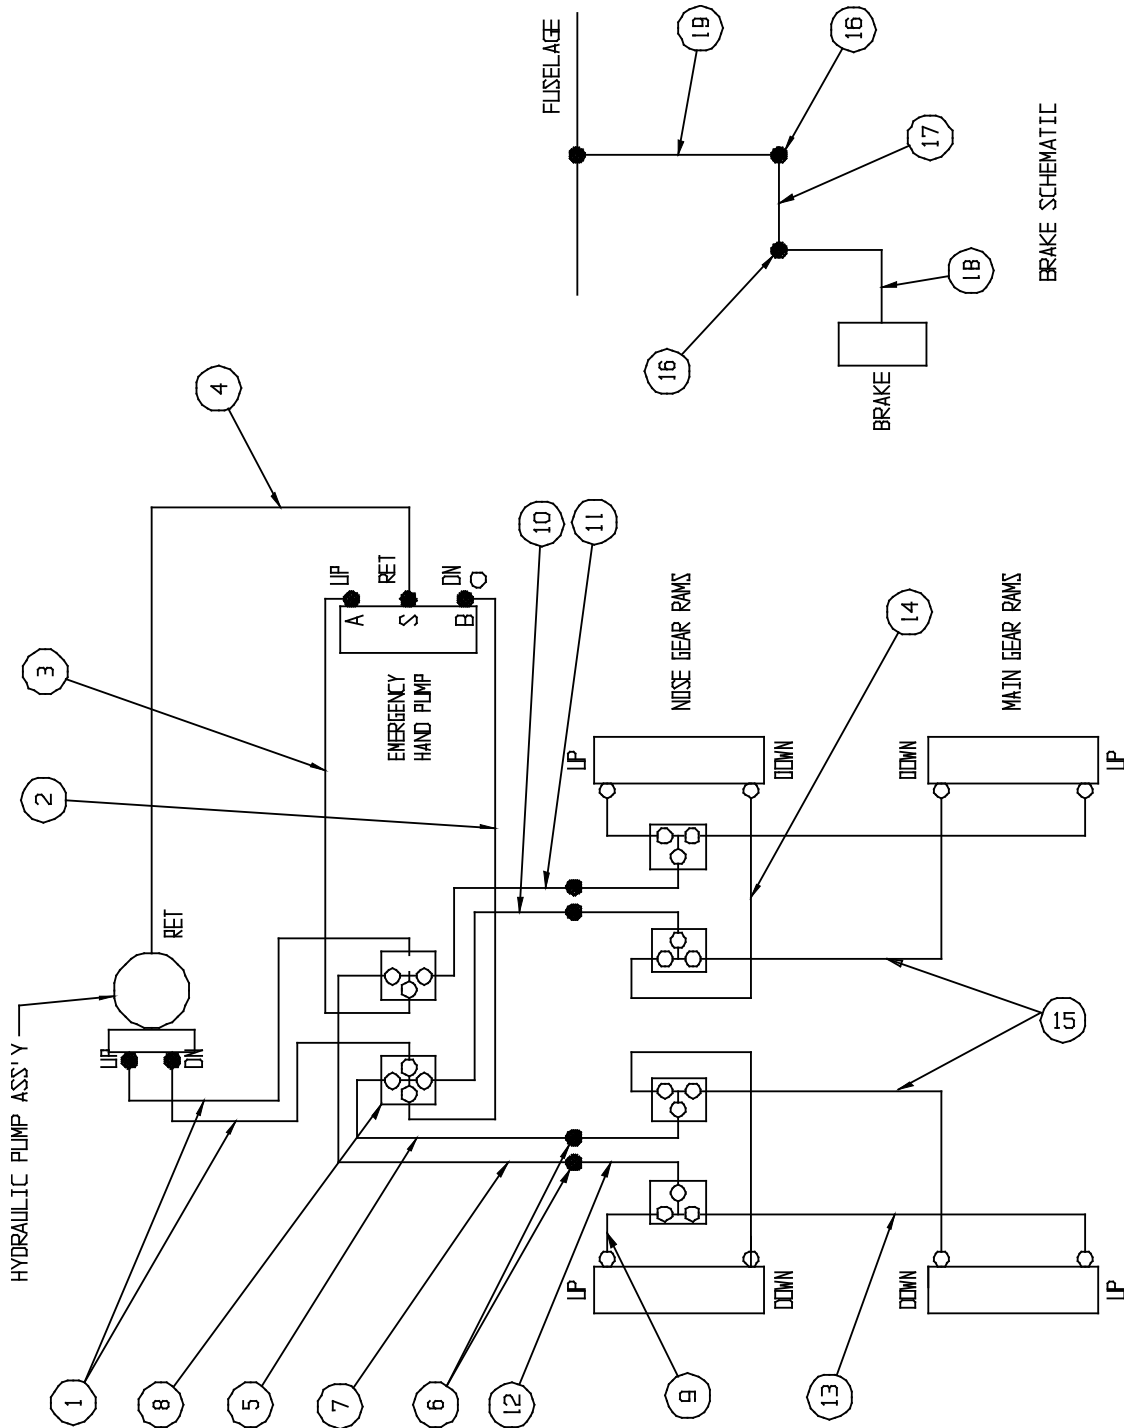 HYDRAULIC PUMP ASS'Y
1
2
3
UP
DN
RET
4
8
5
7
6
12
EMERGENCY
HAND PUMP
UP
A
RET
S
DN
B
10
11
UP
UP
9
NOSE GEAR RAMS
DOWN
DOWN
13
14
DOWN
DOWN
15
MAIN GEAR RAMS
UP
UP
FUSELAGE
19
16
16
17
BRAKE
18
BRAKE SCHEMATIC